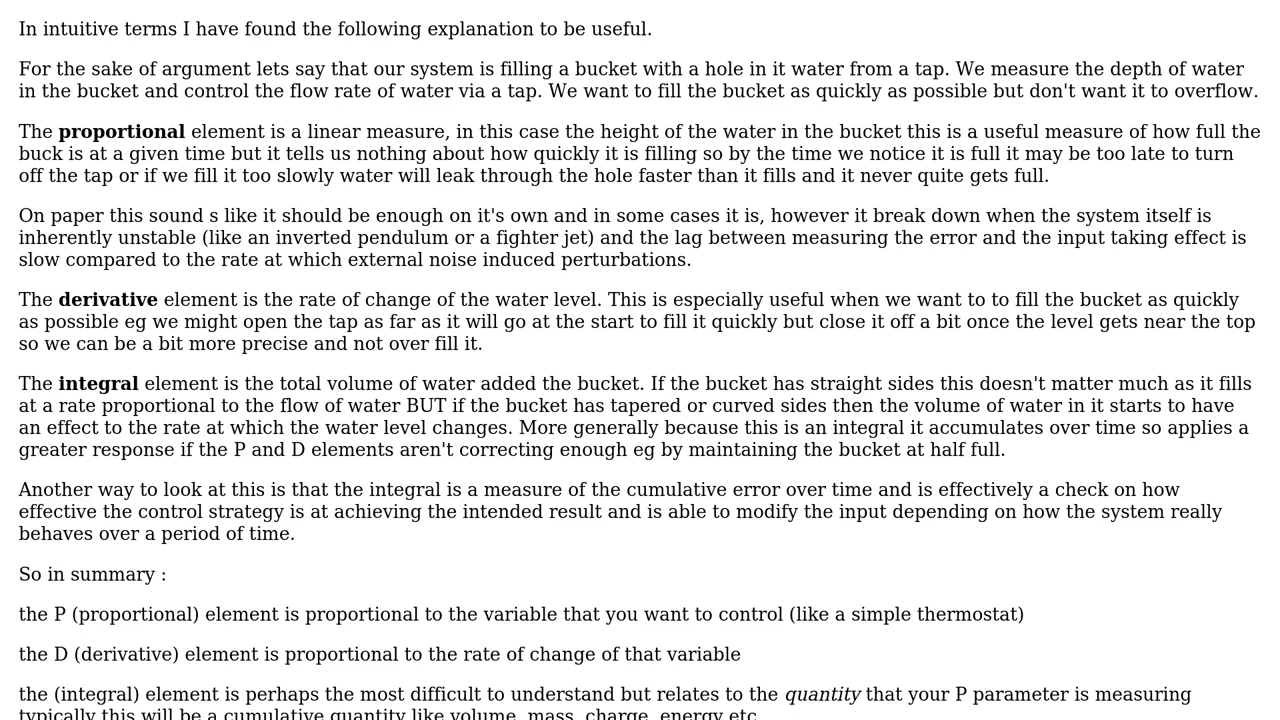 In intuitive terms I have found the following explanation to be useful.
For the sake of argument lets say that our system is filling a bucket with a hole in it water from a tap. We measure the depth of water
in the bucket and control the flow rate of water via a tap. We want to fill the bucket as quickly as possible but don't want it to overflow.
The proportional element is a linear measure, in this case the height of the water in the bucket this is a useful measure of how full the
buck is at a given time but it tells us nothing about how quickly it is filling so by the time we notice it is full it may be too late to turn
off the tap or if we fill it too slowly water will leak through the hole faster than it fills and it never quite gets full.
On paper this sound s like it should be enough on it's own and in some cases it is, however it break down when the system itself is
inherently unstable (like an inverted pendulum or a fighter jet) and the lag between measuring the error and the input taking effect is
slow compared to the rate at which external noise induced perturbations.
The derivative element is the rate of change of the water level. This is especially useful when we want to to fill the bucket as quickly
as possible eg we might open the tap as far as it will go at the start to fill it quickly but close it off a bit once the level gets near the top
so we can be a bit more precise and not over fill it.
The integral element is the total volume of water added the bucket. If the bucket has straight sides this doesn't matter much as it fills
at a rate proportional to the flow of water BUT if the bucket has tapered or curved sides then the volume of water in it starts to have
an effect to the rate at which the water level changes. More generally because this is an integral it accumulates over time so applies a
greater response if the P and D elements aren't correcting enough eg by maintaining the bucket at half full.
Another way to look at this is that the integral is a measure of the cumulative error over time and is effectively a check on how
effective the control strategy is at achieving the intended result and is able to modify the input depending on how the system really
behaves over a period of time.
So in summary :
the P (proportional) element is proportional to the variable that you want to control (like a simple thermostat)
the D (derivative) element is proportional to the rate of change of that variable
the (integral) element is perhaps the most difficult to understand but relates to the quantity that your P parameter is measuring
typically this will be a cumulative quantity like volume, mass, charge, energy etc